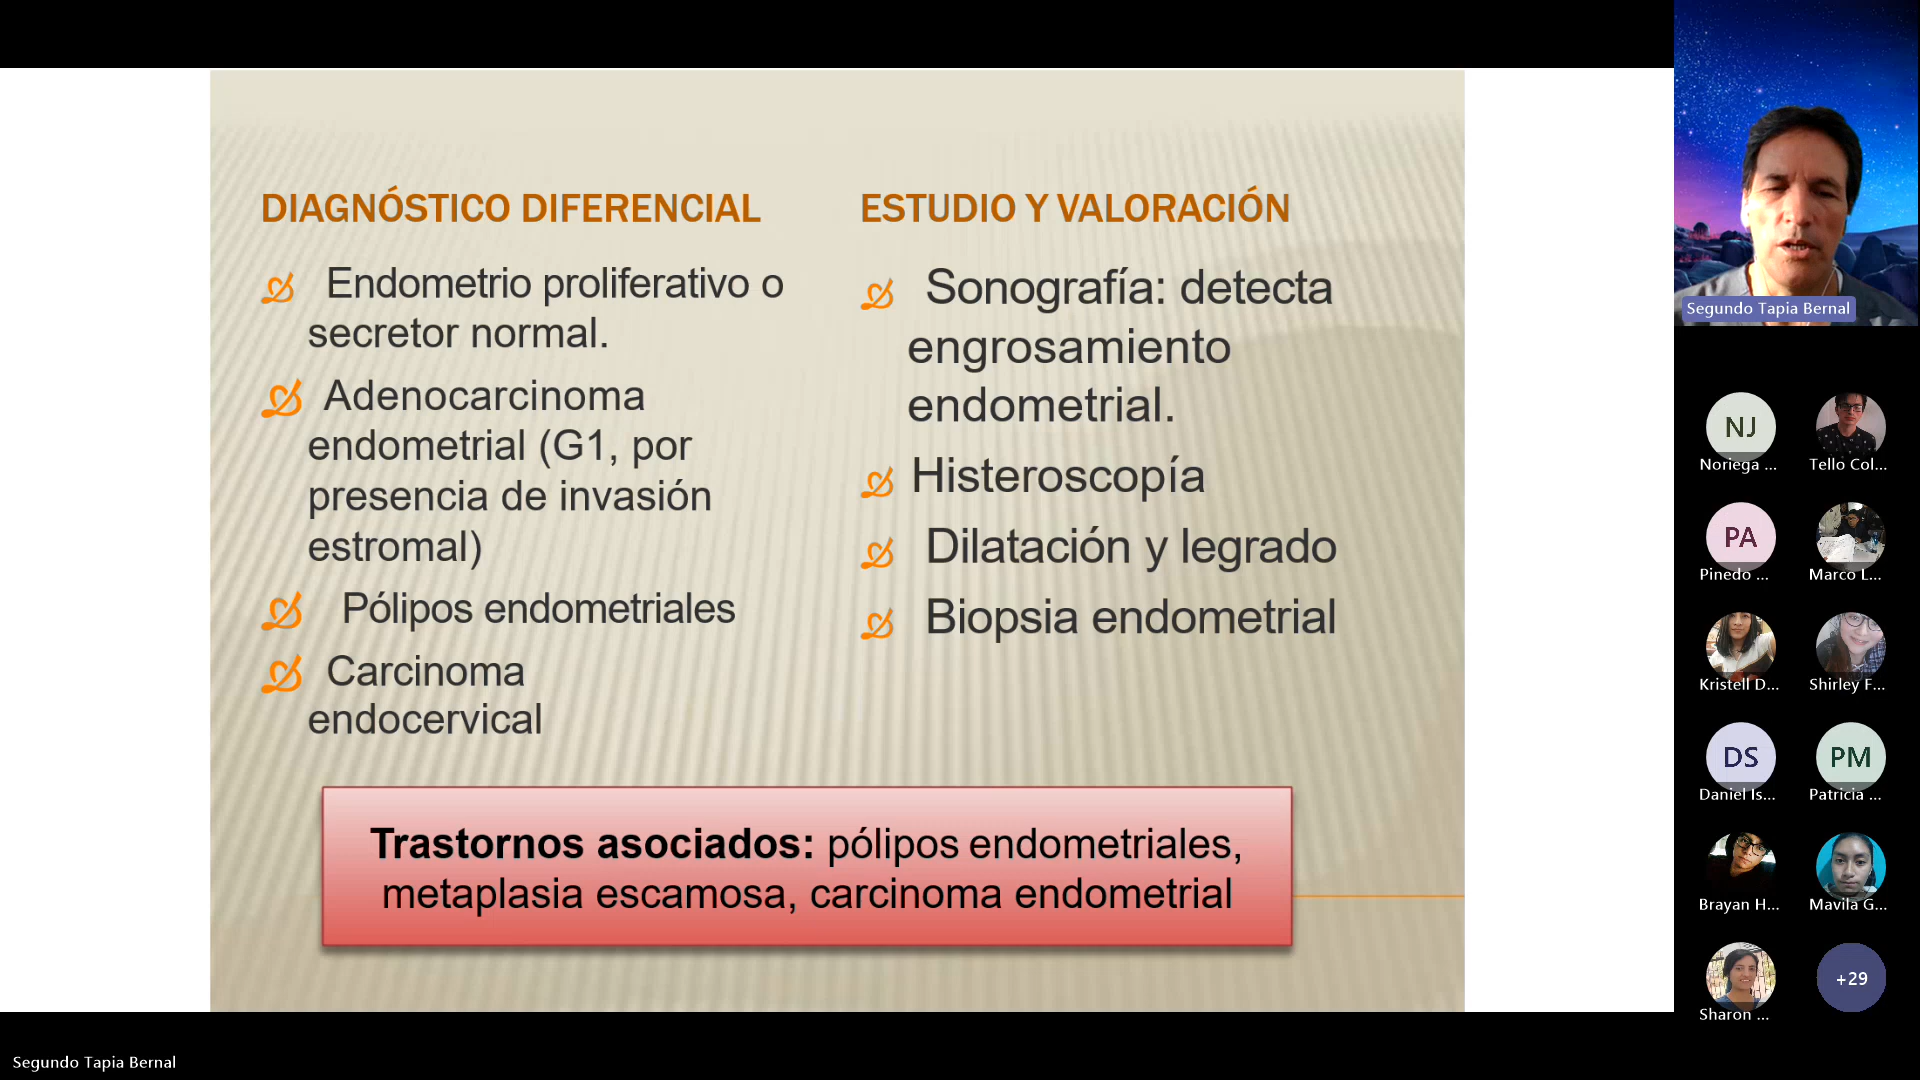 DIAGNÓSTICO DIFERENCIAL
Endometrio proliferativo o
secretor normal.
Adenocarcinoma
endometrial (G1, por
presencia de invasión
estromal)
Pólipos endometriales
Carcinoma
endocervical
ESTUDIO Y VALORACIÓN
Sonografía: detecta
engrosamiento
endometrial.
Histeroscopía
Dilatación y legrado
Biopsia endometrial
Trastornos asociados: pólipos endometriales,
metaplasia escamosa, carcinoma endometrial
Segundo Tapia Bernal
NJ
Noriega ...
Tello Col...
PA
Pinedo ...
Marco L...
Kristell D...
Shirley F...
DS
Daniel Is...
PM
Patricia ...
Brayan H...
Mavila G...
Sharon ...
+29
Segundo Tapia Bernal